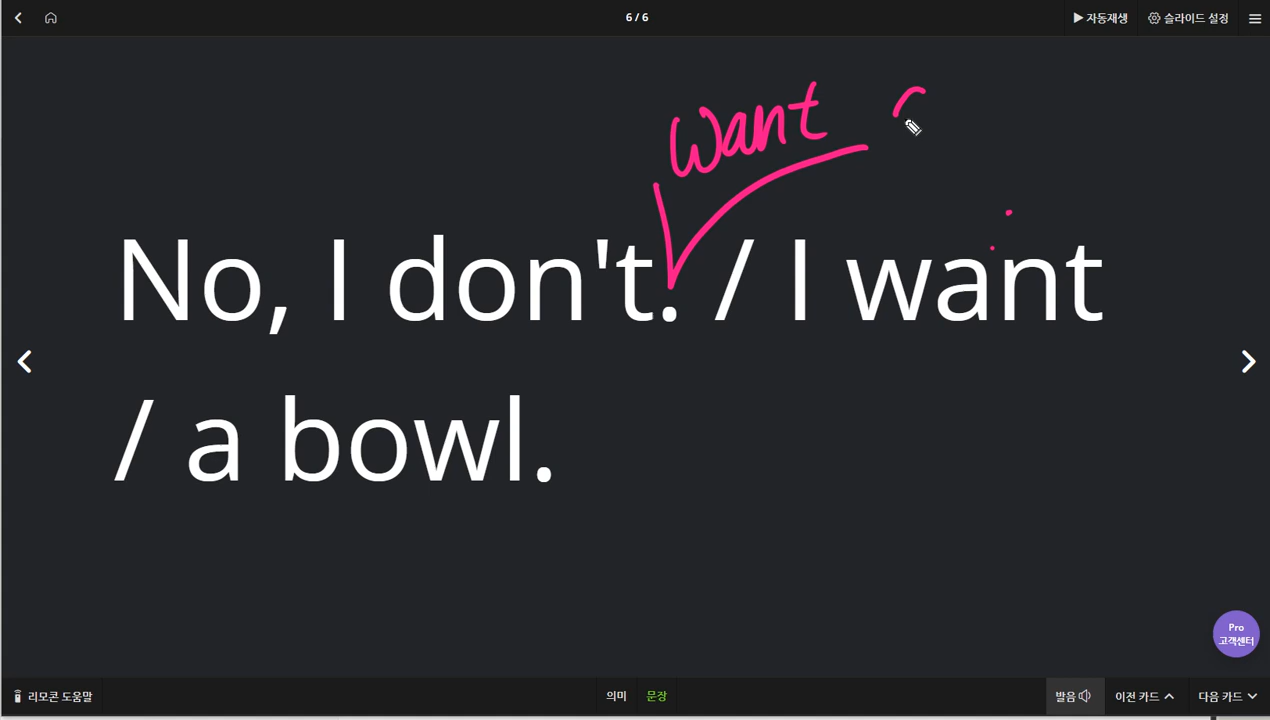 6 / 6
자동재생
슬라이드 설정
want
No, I don't. / I want
/ a bowl.
Pro
고객센터
리모콘 도움말
의미
문장
발음
이전 카드
다음 카드